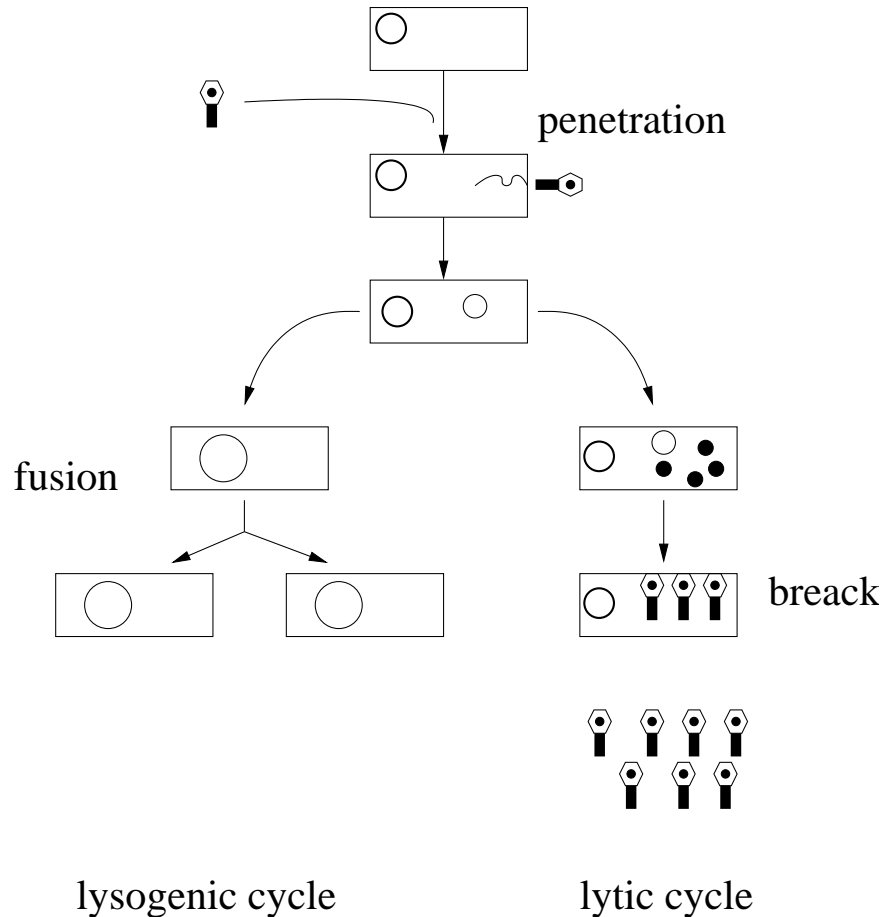 penetration
fusion
breack
lysogenic cycle
lytic cycle